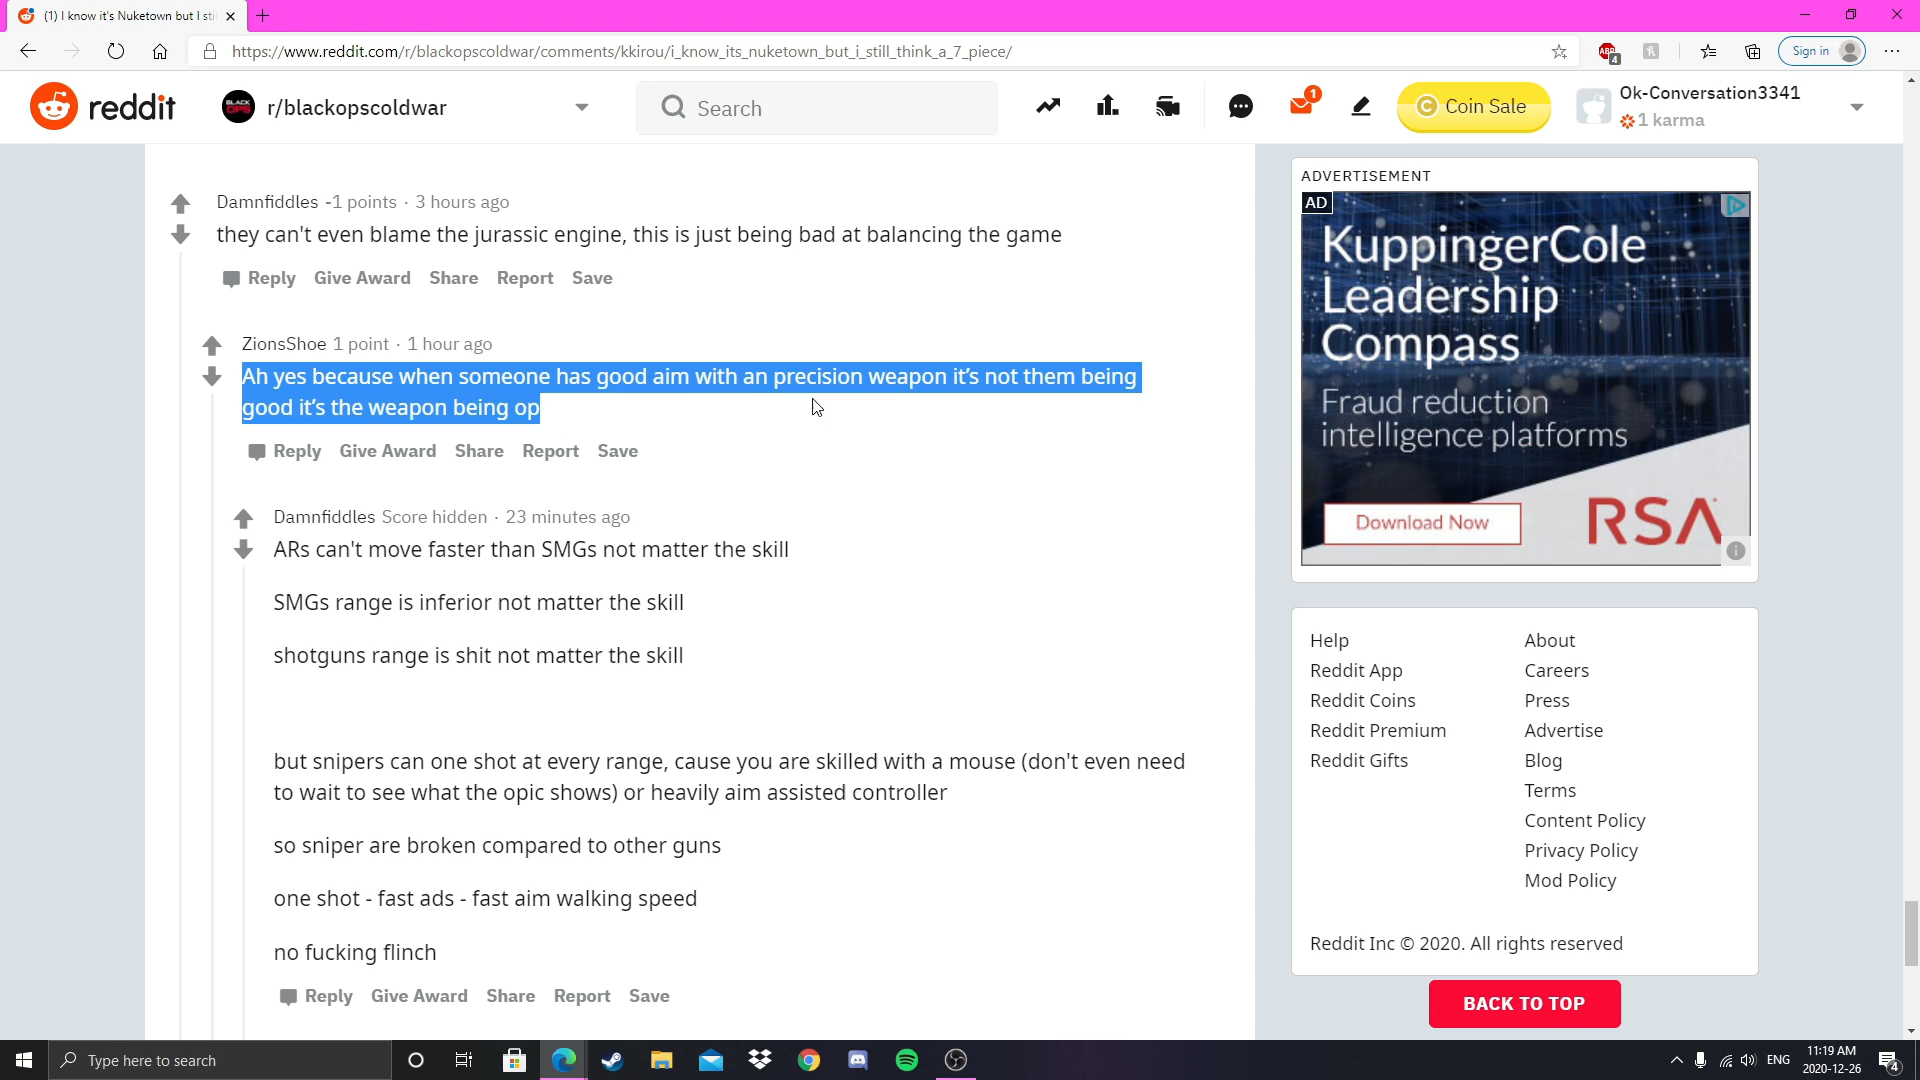 (1) I know it's Nuketown but I sti
https://www.reddit.com/r/blackopscoldwar/comments/kkirou/i_know_its_nuketown_but_i_still_think_a_7_piece/
ABP
4
Sign in
reddit
BLACK OPS
r/blackopscoldwar
Search
1
Coin Sale
Ok-Conversation3341
1 karma
Damnfiddles -1 points · 3 hours ago
they can't even blame the jurassic engine, this is just being bad at balancing the game
Reply Give Award Share Report Save
ZionsShoe 1 point · 1 hour ago
Ah yes because when someone has good aim with an precision weapon it's not them being
good it's the weapon being op
Reply Give Award Share Report Save
Damnfiddles Score hidden · 23 minutes ago
ARs can't move faster than SMGs not matter the skill
SMGs range is inferior not matter the skill
shotguns range is shit not matter the skill
but snipers can one shot at every range, cause you are skilled with a mouse (don't even need
to wait to see what the opic shows) or heavily aim assisted controller
so sniper are broken compared to other guns
one shot - fast ads - fast aim walking speed
no fucking flinch
Reply Give Award Share Report Save
ADVERTISEMENT
AD
KuppingerCole
Leadership
Compass
Fraud reduction
intelligence platforms
Download Now
RSA
Help
About
Reddit App
Careers
Reddit Coins
Press
Reddit Premium
Advertise
Reddit Gifts
Blog
Terms
Content Policy
Privacy Policy
Mod Policy
Reddit Inc © 2020. All rights reserved
BACK TO TOP
Type here to search
ENG
11:19 AM
2020-12-26
4